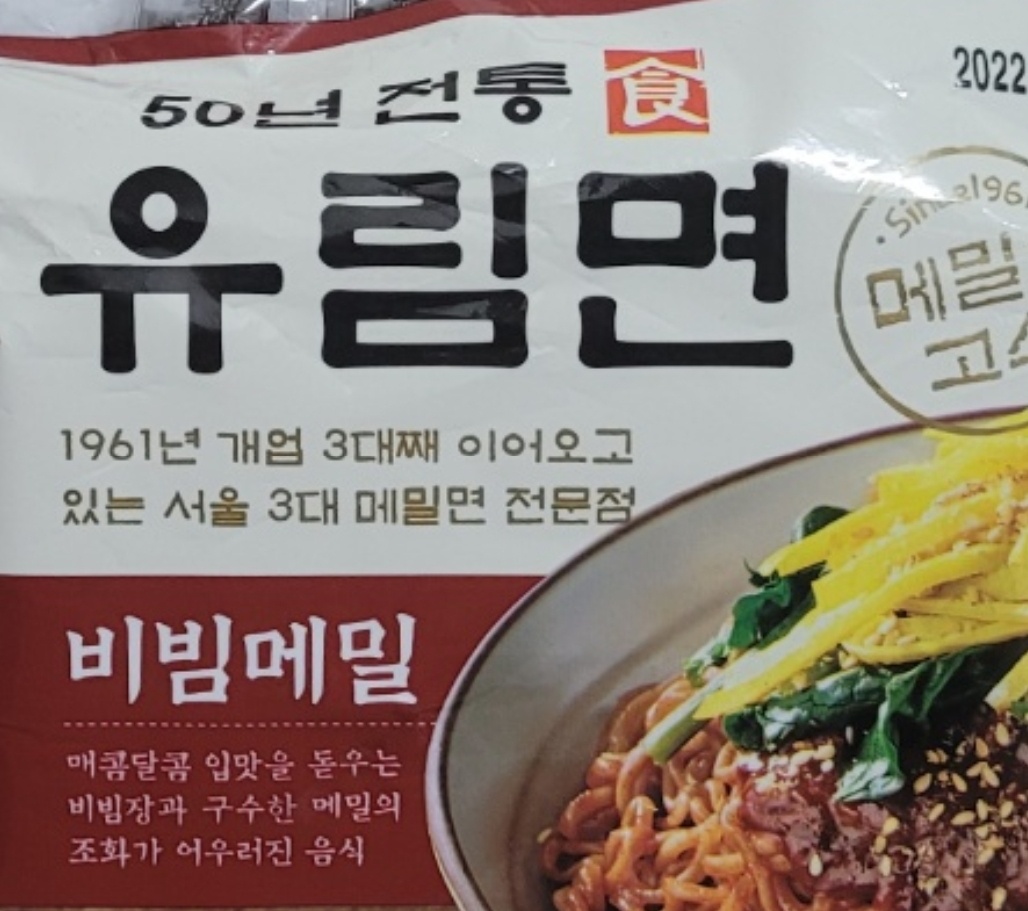 50년 전통 食
2022
유림면
메밀
1961년 개업 3대째 이어오고
있는 서울 3대 메밀면 전문점
비빔메밀
매콤달콤 입맛을 돋우는
비빔장과 구수한 메밀의
조화가 어우러진 음식